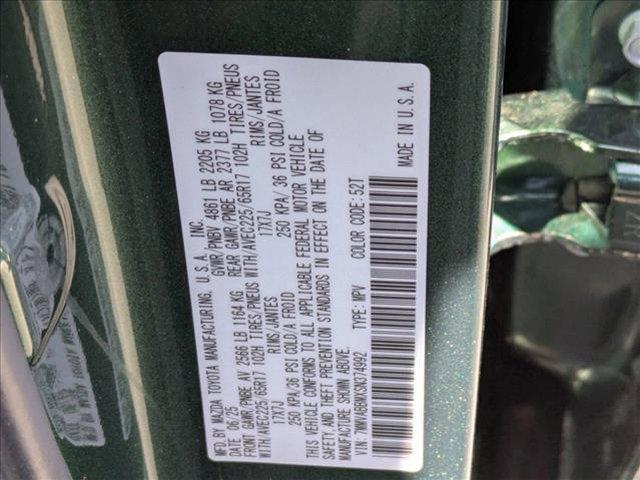 MFD BY MAZDA TOYOTA MANUFACTURING, U.S.A., INC.
DATE 06/25 GVWR/PNBV 4861 LB 2205 KG
FRONT GAWR/PNBE AT 2566 LB 1164 KG REAR GAWR/PNBE AR 2377 LB 1078 KG
WITH/AVEC225/65R17 102H TIRES/PNEUS WITH/AVEC225/65R17 102H TIRES/PNEUS
17X7J RIMS/JANTES 17X7J RIMS/JANTES
250 KPA/36 PSI COLD/A FROID 250 KPA/36 PSI COLD/A FROID
THIS VEHICLE CONFORMS TO ALL APPLICABLE FEDERAL MOTOR VEHICLE
SAFETY AND THEFT PREVENTION STANDARDS IN EFFECT ON THE DATE OF
MANUFACTURE SHOWN ABOVE.
VIN: TYPE: MPV COLOR CODE: 52T
MADE IN U.S.A.